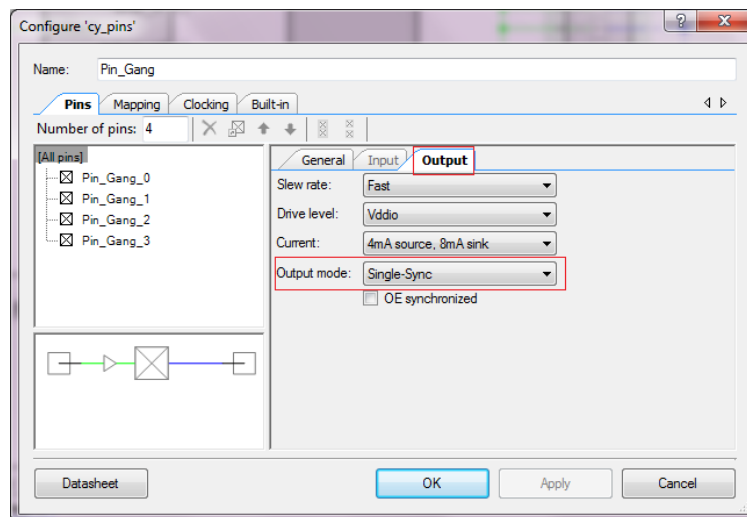 Configure 'cy_pins'
Name: Pin_Gang
Pins Mapping Clocking Built-in
Number of pins: 4
[All pins]
Pin_Gang_0
Pin_Gang_1
Pin_Gang_2
Pin_Gang_3
General Input Output
Slew rate: Fast
Drive level: Vddio
Current: 4mA source, 8mA sink
Output mode: Single-Sync
OE synchronized
Datasheet OK Apply Cancel